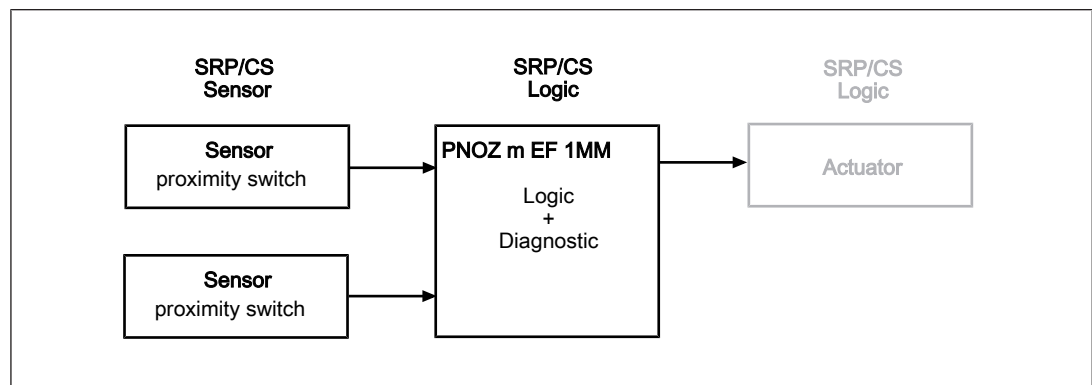 SRP/CS
Sensor
SRP/CS
Logic
SRP/CS
Logic
Sensor
proximity switch
PNOZ m EF 1MM
Logic
+
Diagnostic
Actuator
Sensor
proximity switch